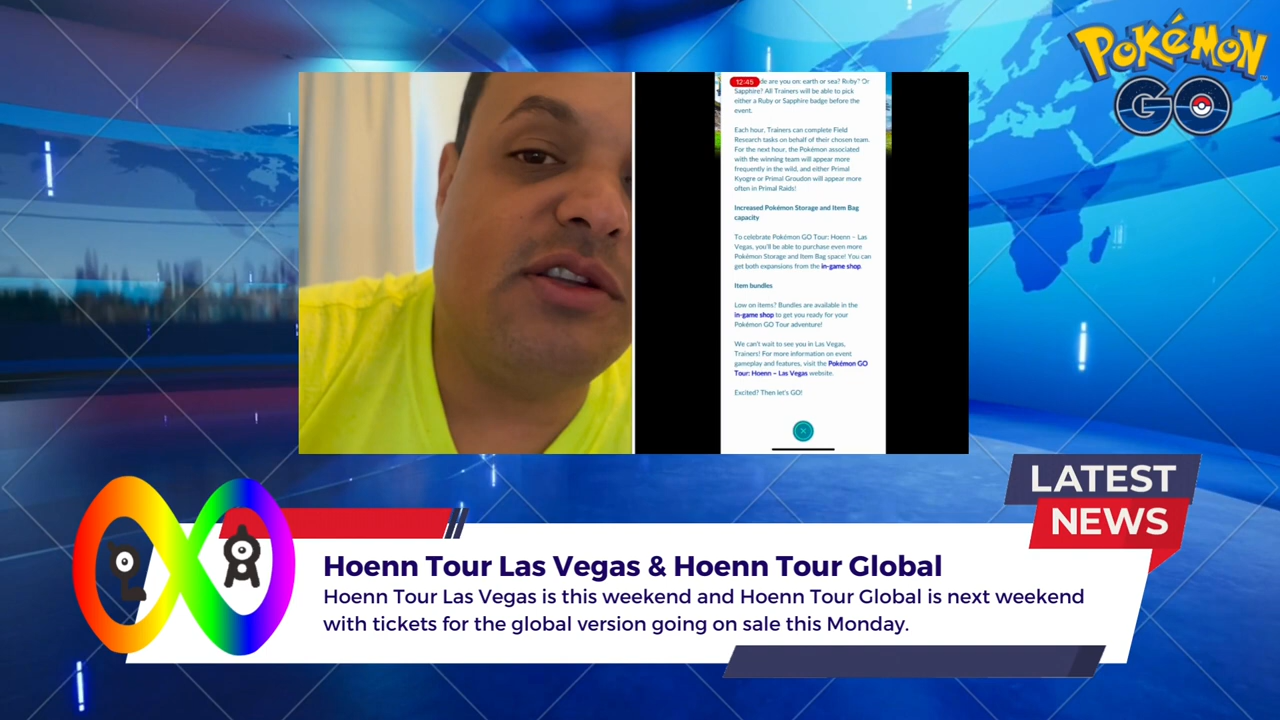 POKéMON
GO
12:45
de are you on: earth or sea? Ruby? Or
Sapphire? All Trainers will be able to pick
either a Ruby or Sapphire badge before the
event.
Each hour, Trainers can complete Field
Research tasks on behalf of their chosen team.
For the next hour, the Pokémon associated
with the winning team will appear more
frequently in the wild, and either Primal
Kyogre or Primal Groudon will appear more
often in Primal Raids!
Increased Pokémon Storage and Item Bag
capacity
To celebrate Pokémon GO Tour: Hoenn – Las
Vegas, you'll be able to purchase even more
Pokémon Storage and Item Bag space! You can
get both expansions from the in-game shop.
Item bundles
Low on items? Bundles are available in the
in-game shop to get you ready for your
Pokémon GO Tour adventure!
We can't wait to see you in Las Vegas,
Trainers! For more information on event
gameplay and features, visit the Pokémon GO
Tour: Hoenn – Las Vegas website.
Excited? Then let's GO!
LATEST
NEWS
Hoenn Tour Las Vegas & Hoenn Tour Global
Hoenn Tour Las Vegas is this weekend and Hoenn Tour Global is next weekend
with tickets for the global version going on sale this Monday.